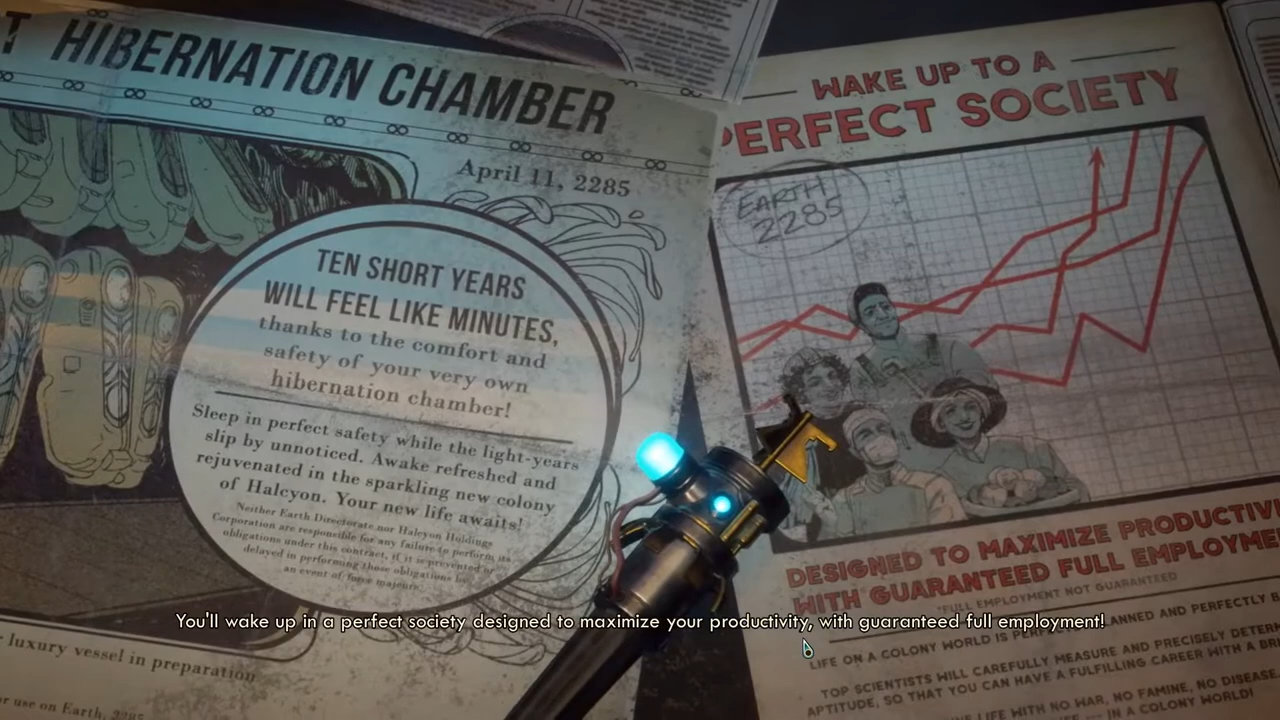 HIBERNATION CHAMBER
April 11, 2285
TEN SHORT YEARS
WILL FEEL LIKE MINUTES,
thanks to the comfort and
safety of your very own
hibernation chamber!
Sleep in perfect safety while the light-years
slip by unnoticed. Awake refreshed and
rejuvenated in the sparkling new colony
of Halcyon. Your new life awaits!
Neither Earth Directorate nor Halcyon Holdings
Corporation are responsible for any failure to perform its
obligations under this contract, if it is prevented or
delayed in performing those obligations by
an event of force majeure.
luxury vessel in preparation
or use on Earth, 2285
WAKE UP TO A
PERFECT SOCIETY
EARTH
2285
DESIGNED TO MAXIMIZE
WITH GUARANTEED FULL
*FULL EMPLOYMENT NOT GUARANTEED
LIFE ON A COLONY WORLD IS AND PERFECTLY
TOP SCIENTISTS WILL CAREFULLY MEASURE AND PRECISELY
APTITUDE, SO THAT YOU CAN HAVE A FULFILLING CAREER WITH A
LIFE WITH NO WAR, NO FAMINE, NO
IN A COLONY WORLD!
You'll wake up in a perfect society designed to maximize your productivity, with guaranteed full employment!